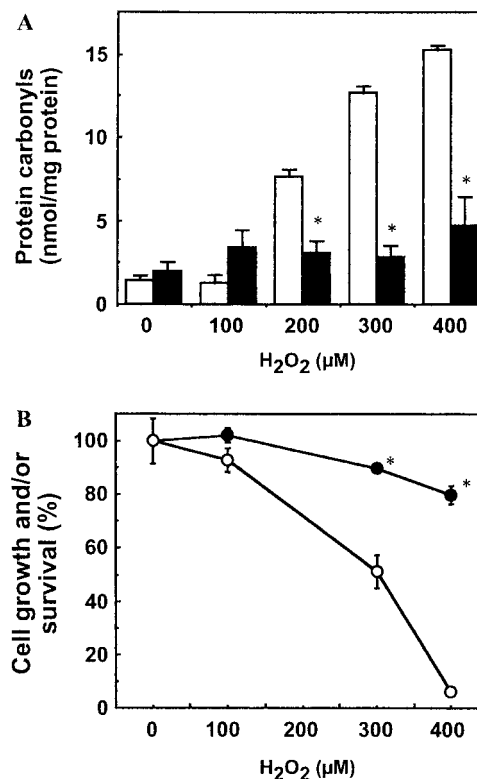 A
Protein carbonyls
(nmol/mg protein)
15
10
5
0
* * *
0 100 200 300 400
H₂O₂ (µM)
B
Cell growth and/or
survival (%)
100
80
60
40
20
0
* *
0 100 200 300 400
H₂O₂ (µM)